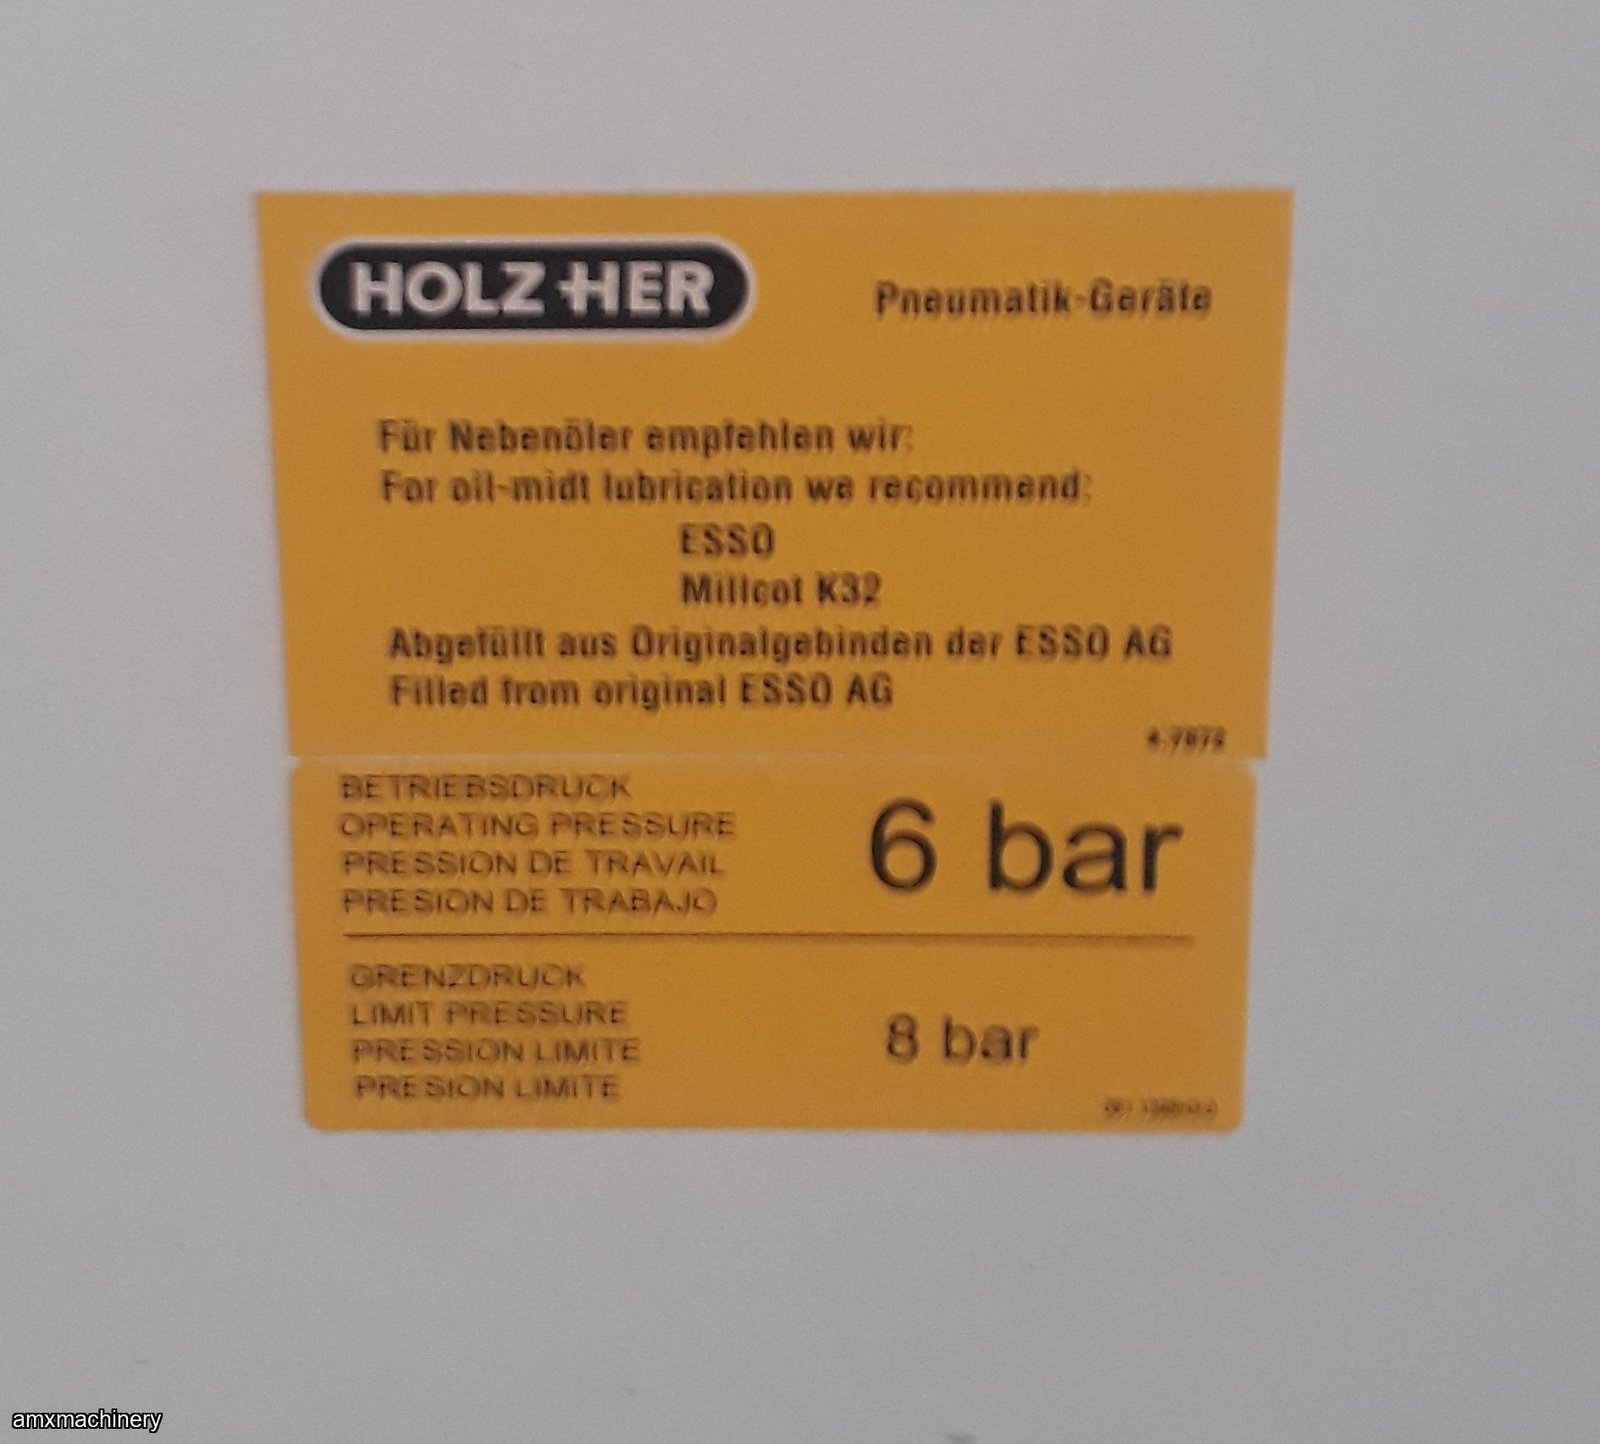 HOLZ-HER
Pneumatik-Geräte
Für Nebenöler empfehlen wir:
For oil-midt lubrication we recommend:
ESSO
Millcot K32
Abgefüllt aus Originalgebinden der ESSO AG
Filled from original ESSO AG
BETRIEBSDRUCK
OPERATING PRESSURE
PRESSION DE TRAVAIL
PRESION DE TRABAJO
6 bar
GRENZDRUCK
LIMIT PRESSURE
PRESSION LIMITE
PRESION LIMITE
8 bar
amxmachinery